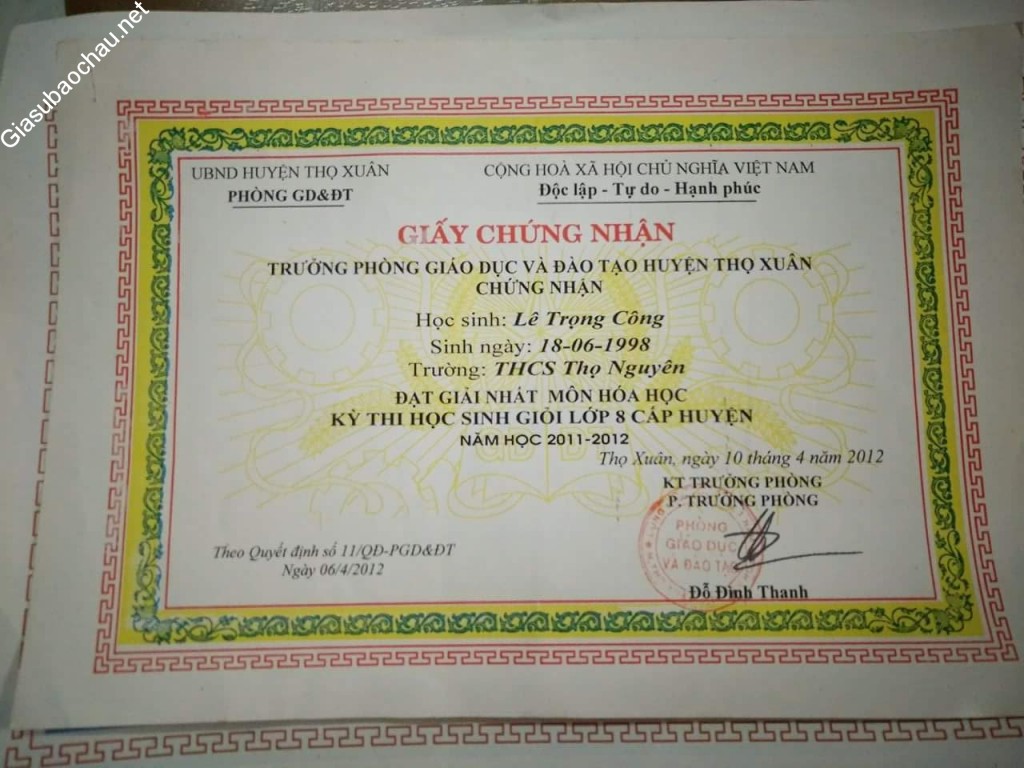 Giasubaochau.net
UBND HUYỆN THỌ XUÂN
PHÒNG GD&ĐT
CỘNG HOÀ XÃ HỘI CHỦ NGHĨA VIỆT NAM
Độc lập - Tự do - Hạnh phúc
GIẤY CHỨNG NHẬN
TRƯỞNG PHÒNG GIÁO DỤC VÀ ĐÀO TẠO HUYỆN THỌ XUÂN
CHỨNG NHẬN
Học sinh: Lê Trọng Công
Sinh ngày: 18-06-1998
Trường: THCS Thọ Nguyên
ĐẠT GIẢI NHẤT MÔN HÓA HỌC
KỲ THI HỌC SINH GIỎI LỚP 8 CẤP HUYỆN
NĂM HỌC 2011-2012
Thọ Xuân, ngày 10 tháng 4 năm 2012
KT TRƯỞNG PHÒNG
P. TRƯỞNG PHÒNG
PHÒNG
GIÁO DỤC
VÀ ĐÀO TẠO
Theo Quyết định số 11/QĐ-PGD&ĐT
Ngày 06/4/2012
Đỗ Đình Thanh